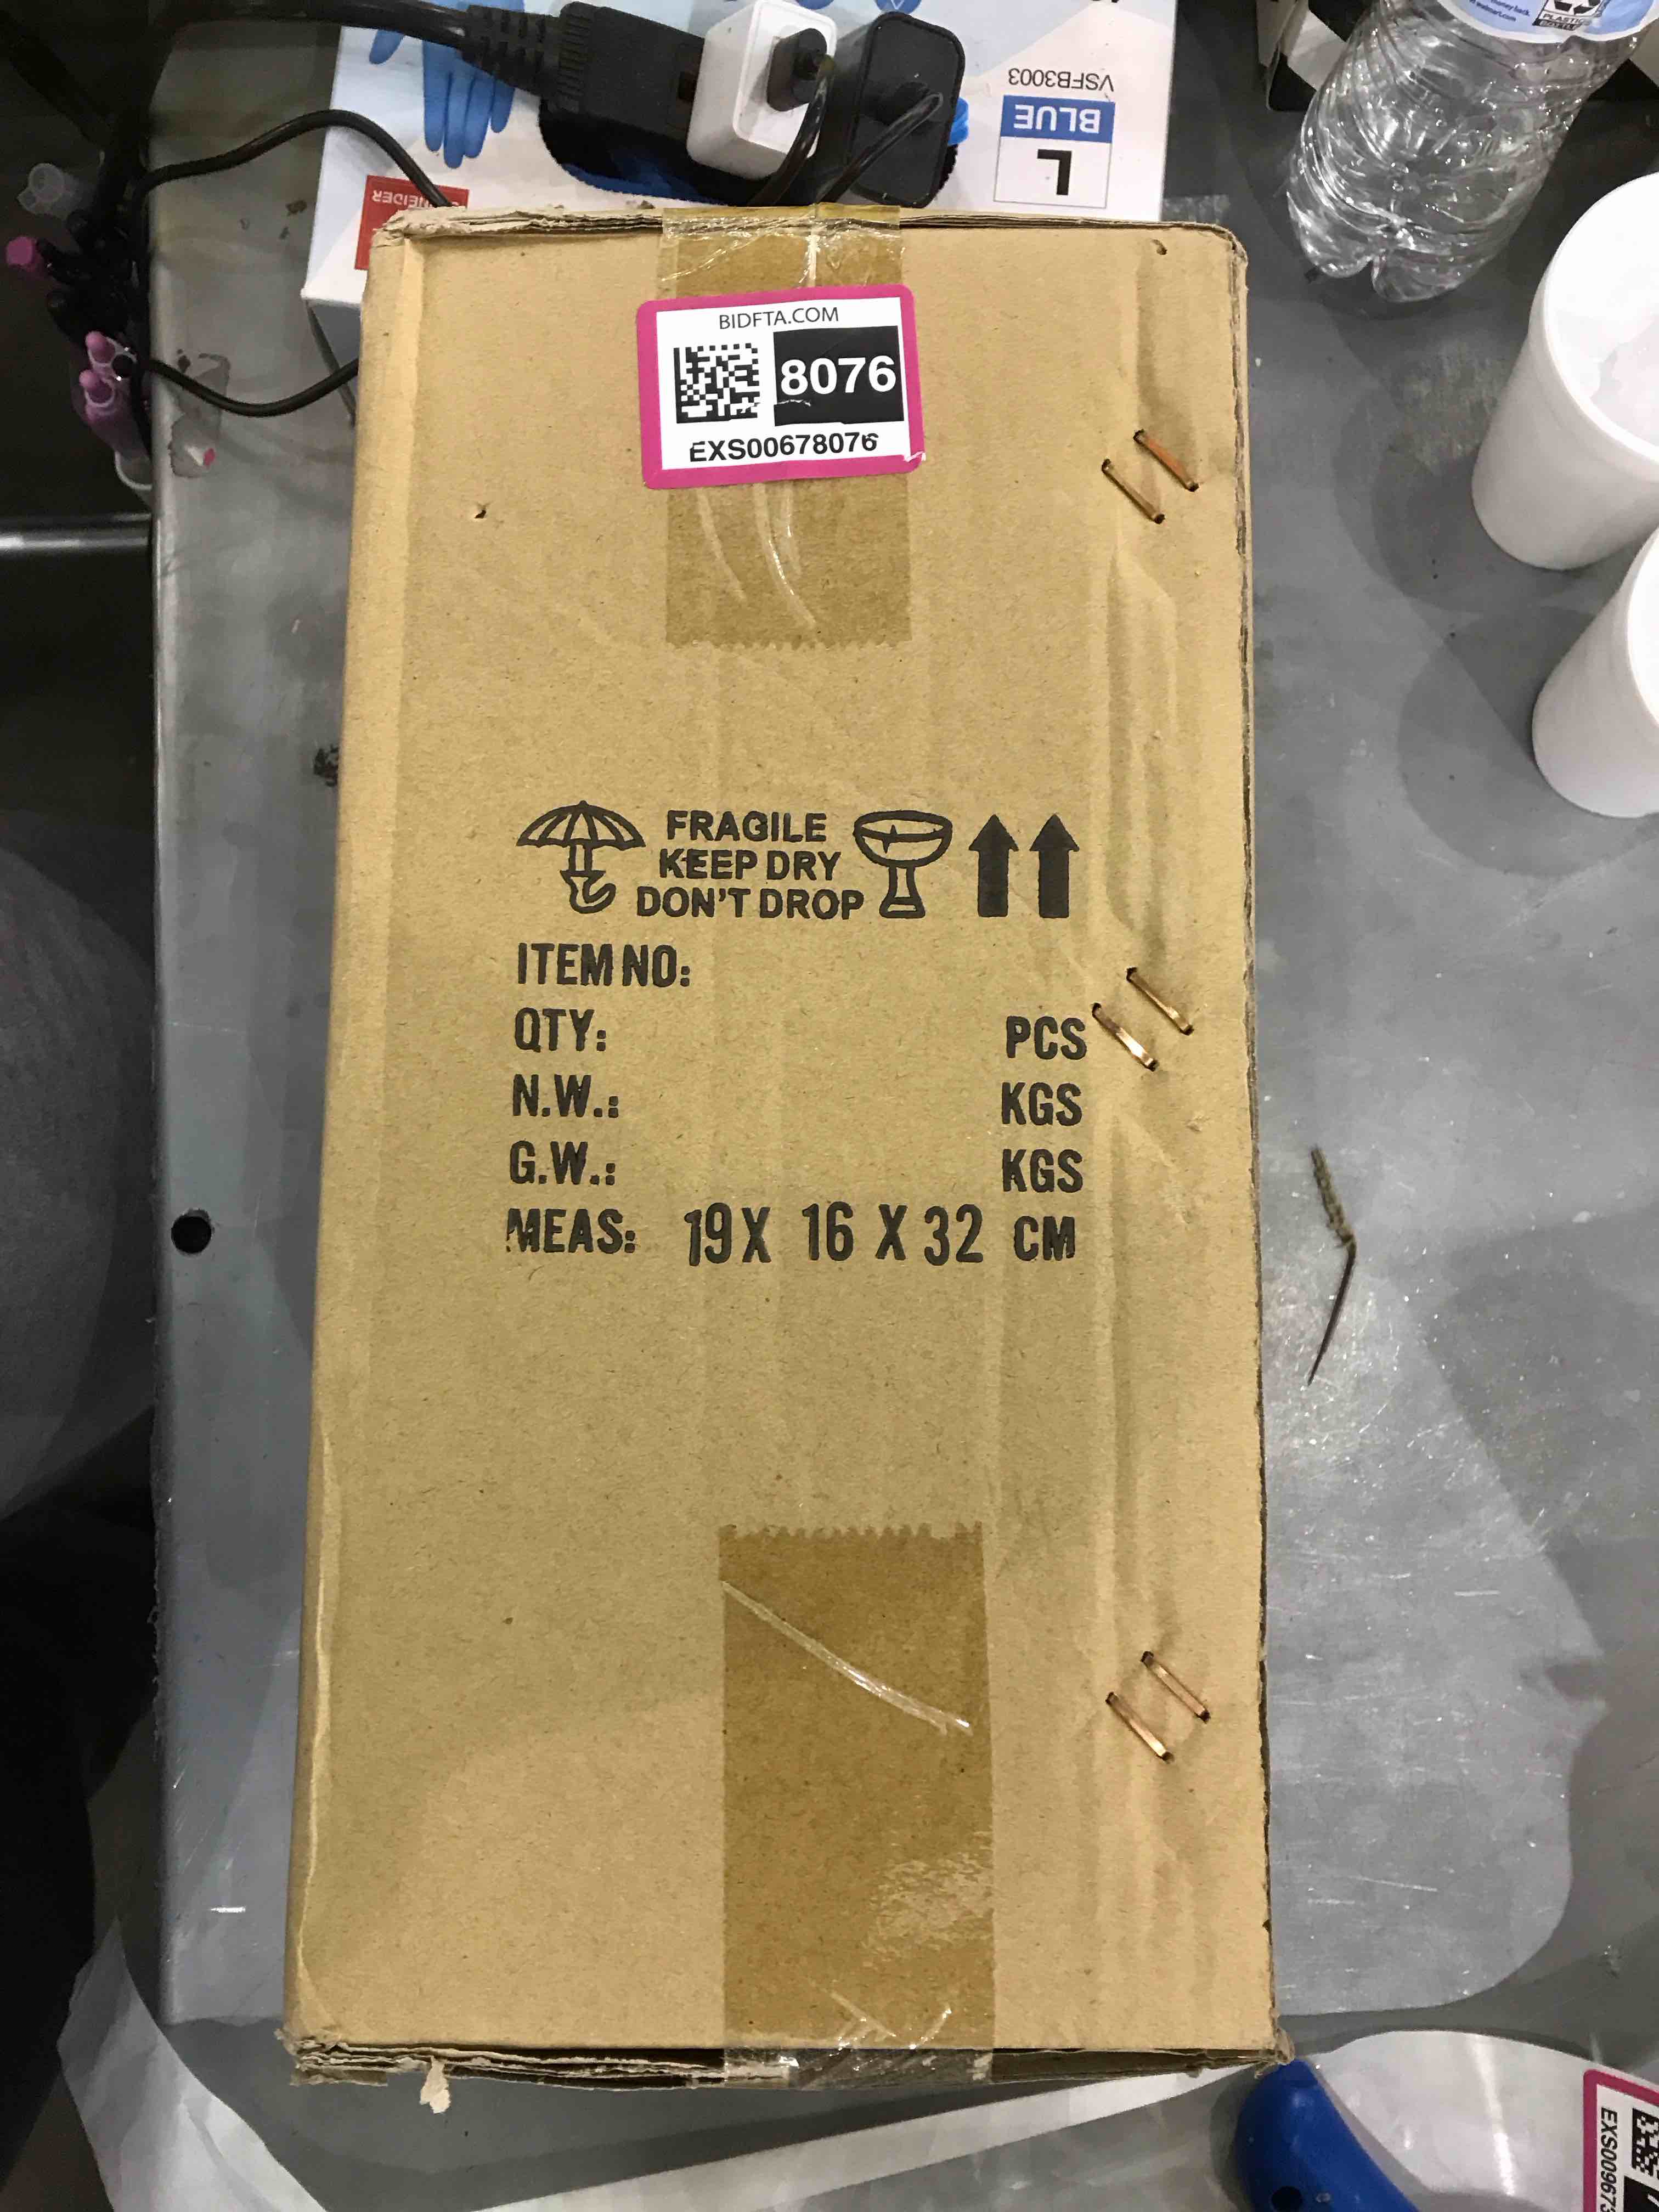 VSFB3003
BLUE
L
BIDFTA.COM
8076
EXS00678076
FRAGILE
KEEP DRY
DON'T DROP
ITEM NO:
QTY: PCS
N.W.: KGS
G.W.: KGS
MEAS: 19 X 16 X 32 CM